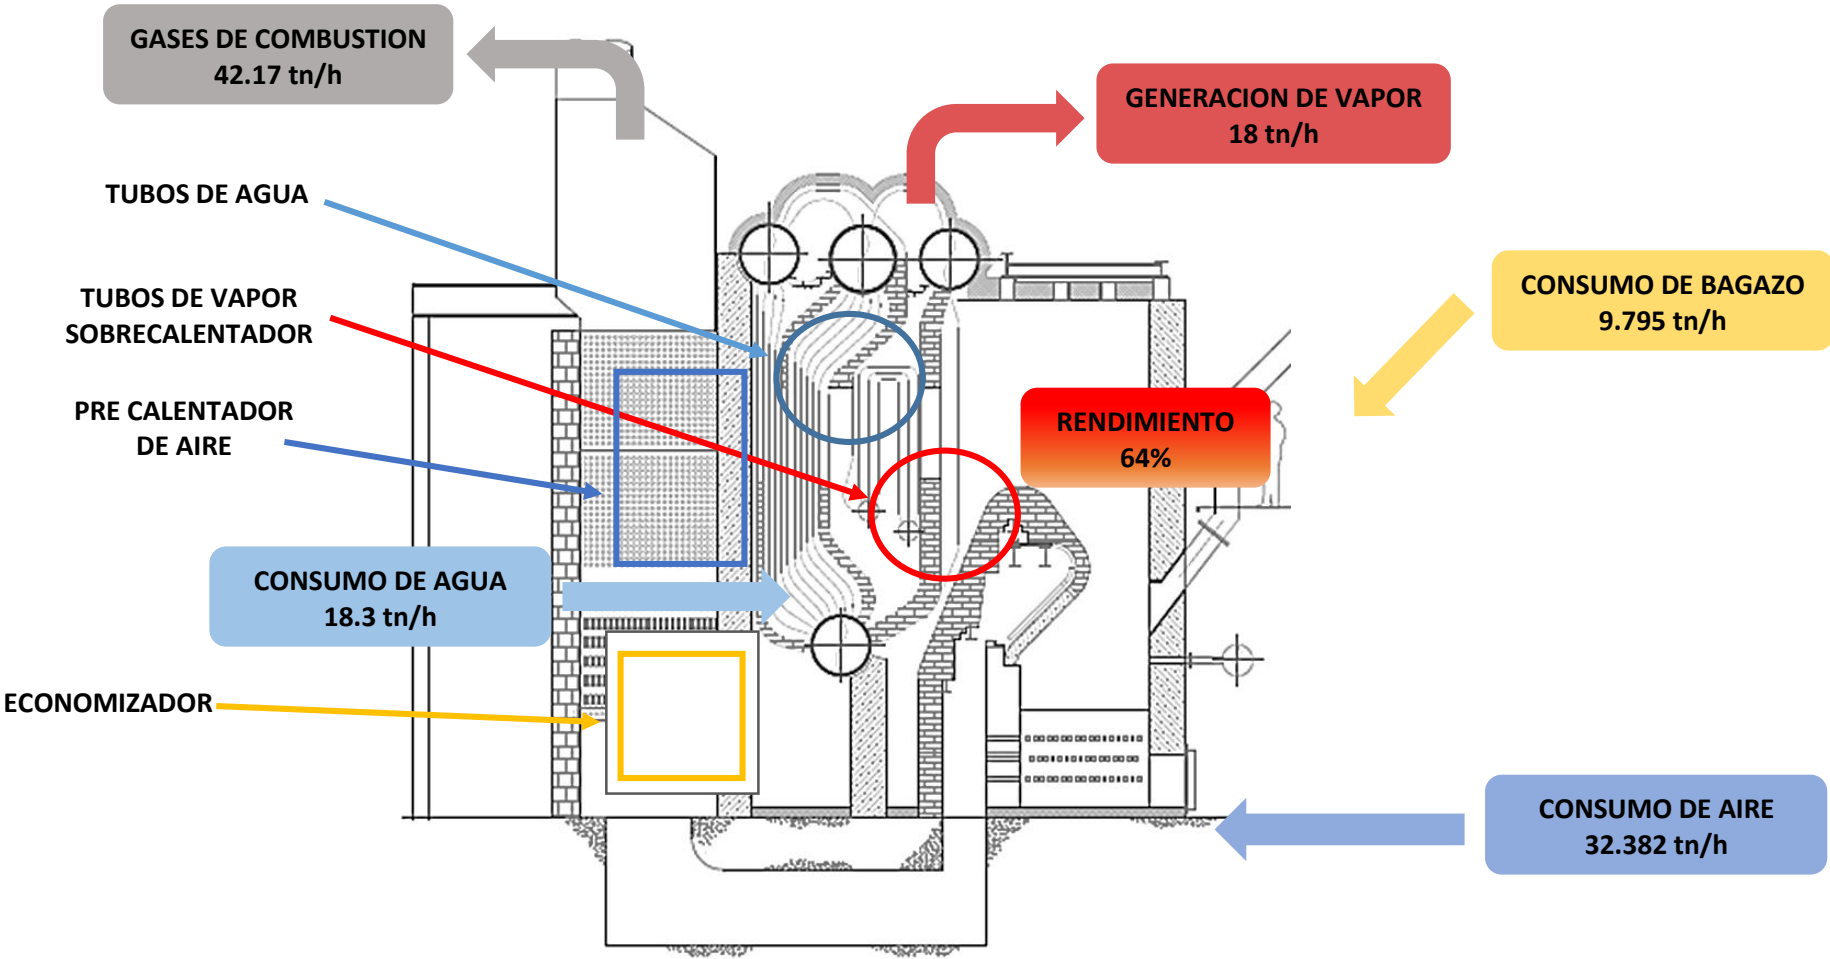 GASES DE COMBUSTION
42.17 tn/h
GENERACION DE VAPOR
18 tn/h
TUBOS DE AGUA
TUBOS DE VAPOR
SOBRECALENTADOR
CONSUMO DE BAGAZO
9.795 tn/h
PRE CALENTADOR
DE AIRE
RENDIMIENTO
64%
CONSUMO DE AGUA
18.3 tn/h
ECONOMIZADOR
CONSUMO DE AIRE
32.382 tn/h